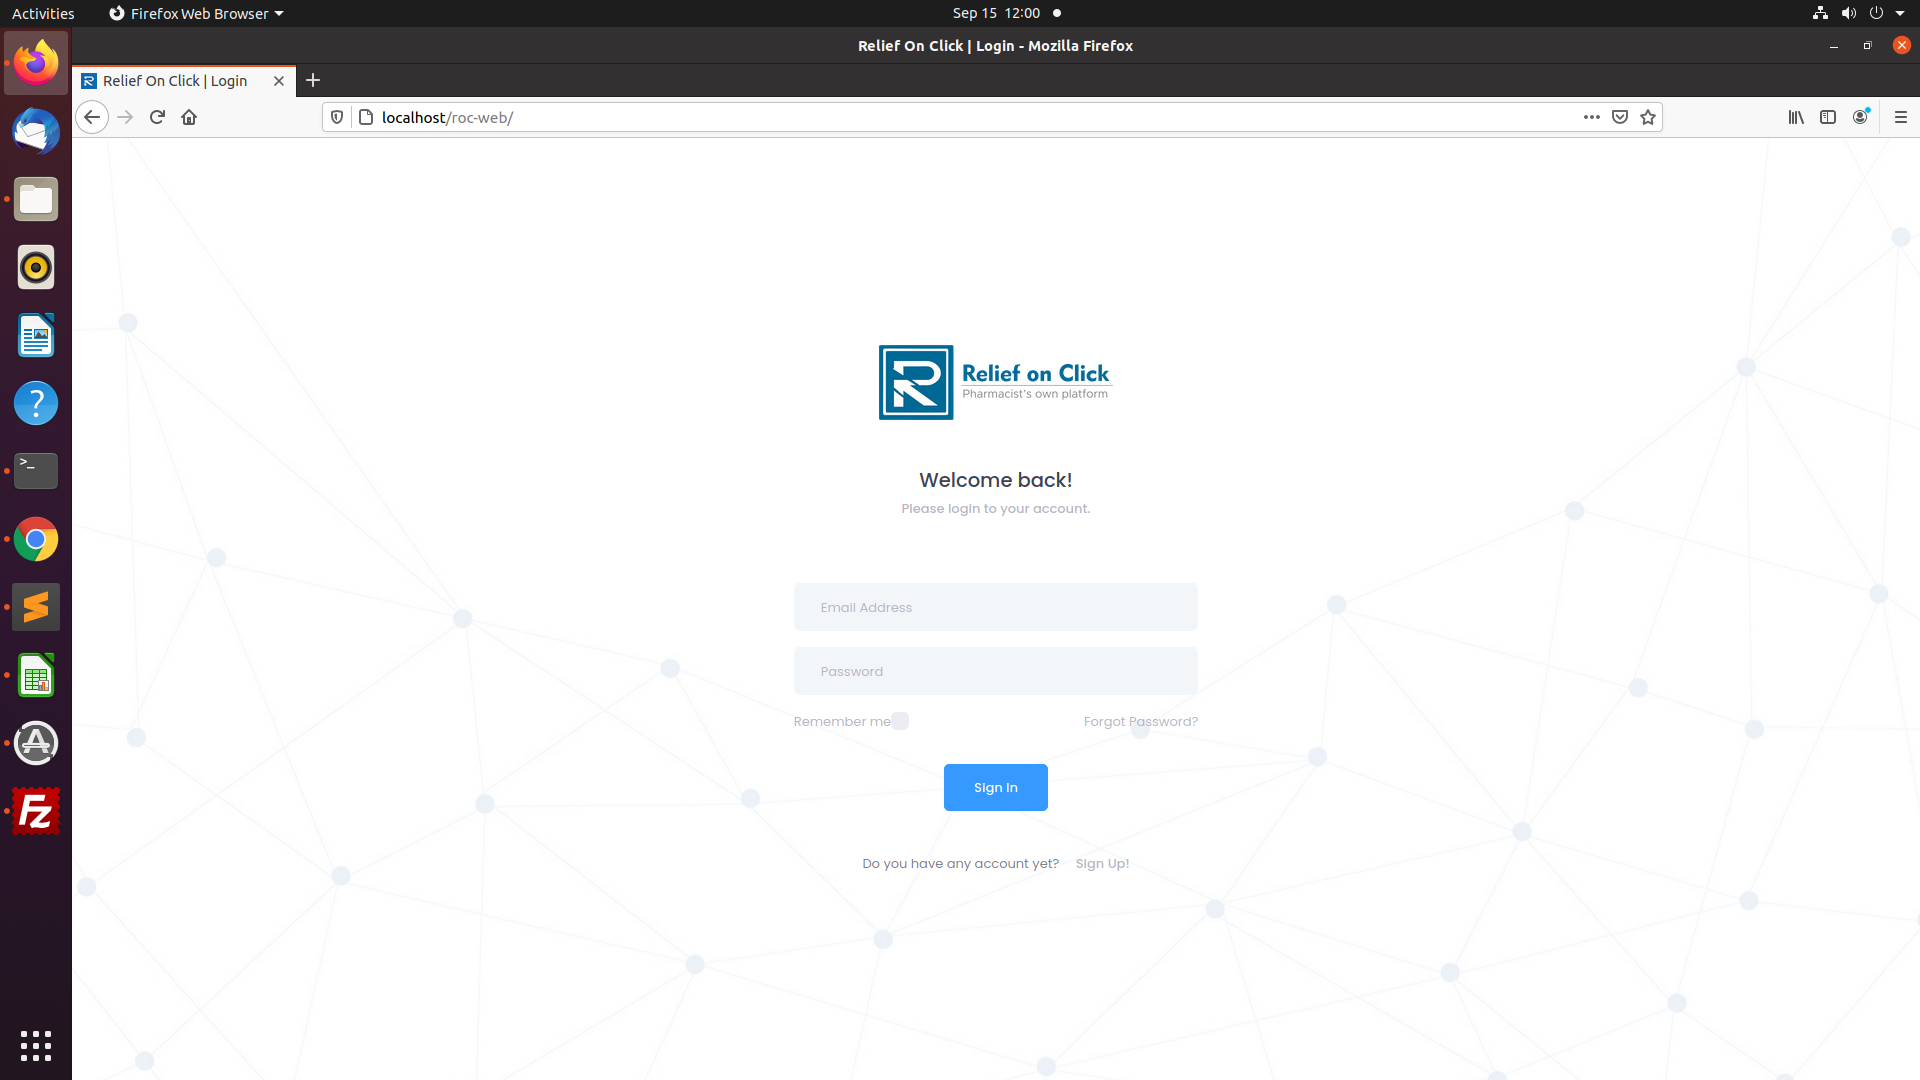 Activities
Firefox Web Browser
Sep 15 12:00
Relief On Click | Login - Mozilla Firefox
Relief On Click | Login
localhost/roc-web/
Relief on Click
Pharmacist's own platform
Welcome back!
Please login to your account.
Email Address
Password
Remember me
Forgot Password?
Sign In
Do you have any account yet? Sign Up!